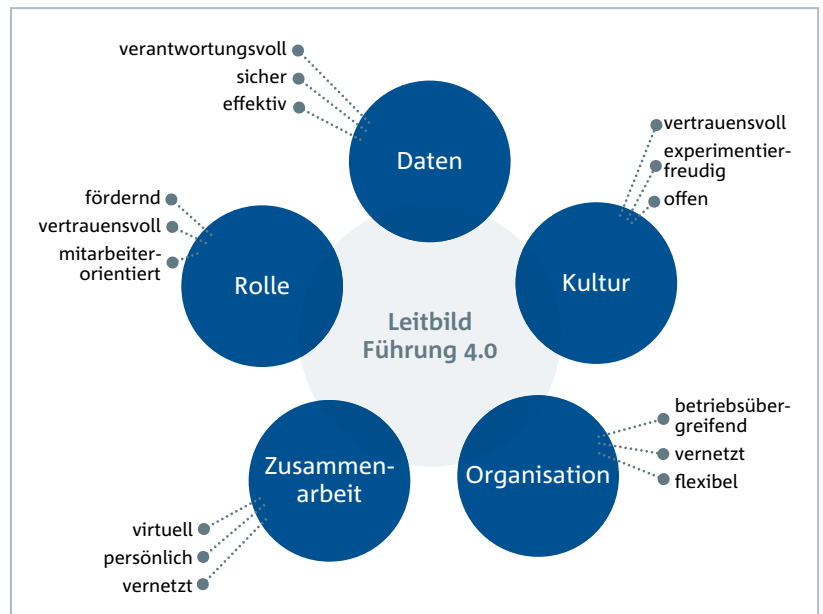 verantwortungsvoll
sicher
effektiv
Daten
vertrauensvoll
experimentier-
freudig
offen
Kultur
fördernd
vertrauensvoll
mitarbeiter-
orientiert
Rolle
Leitbild
Führung 4.0
betriebsüber-
greifend
vernetzt
flexibel
Organisation
Zusammen-
arbeit
virtuell
persönlich
vernetzt